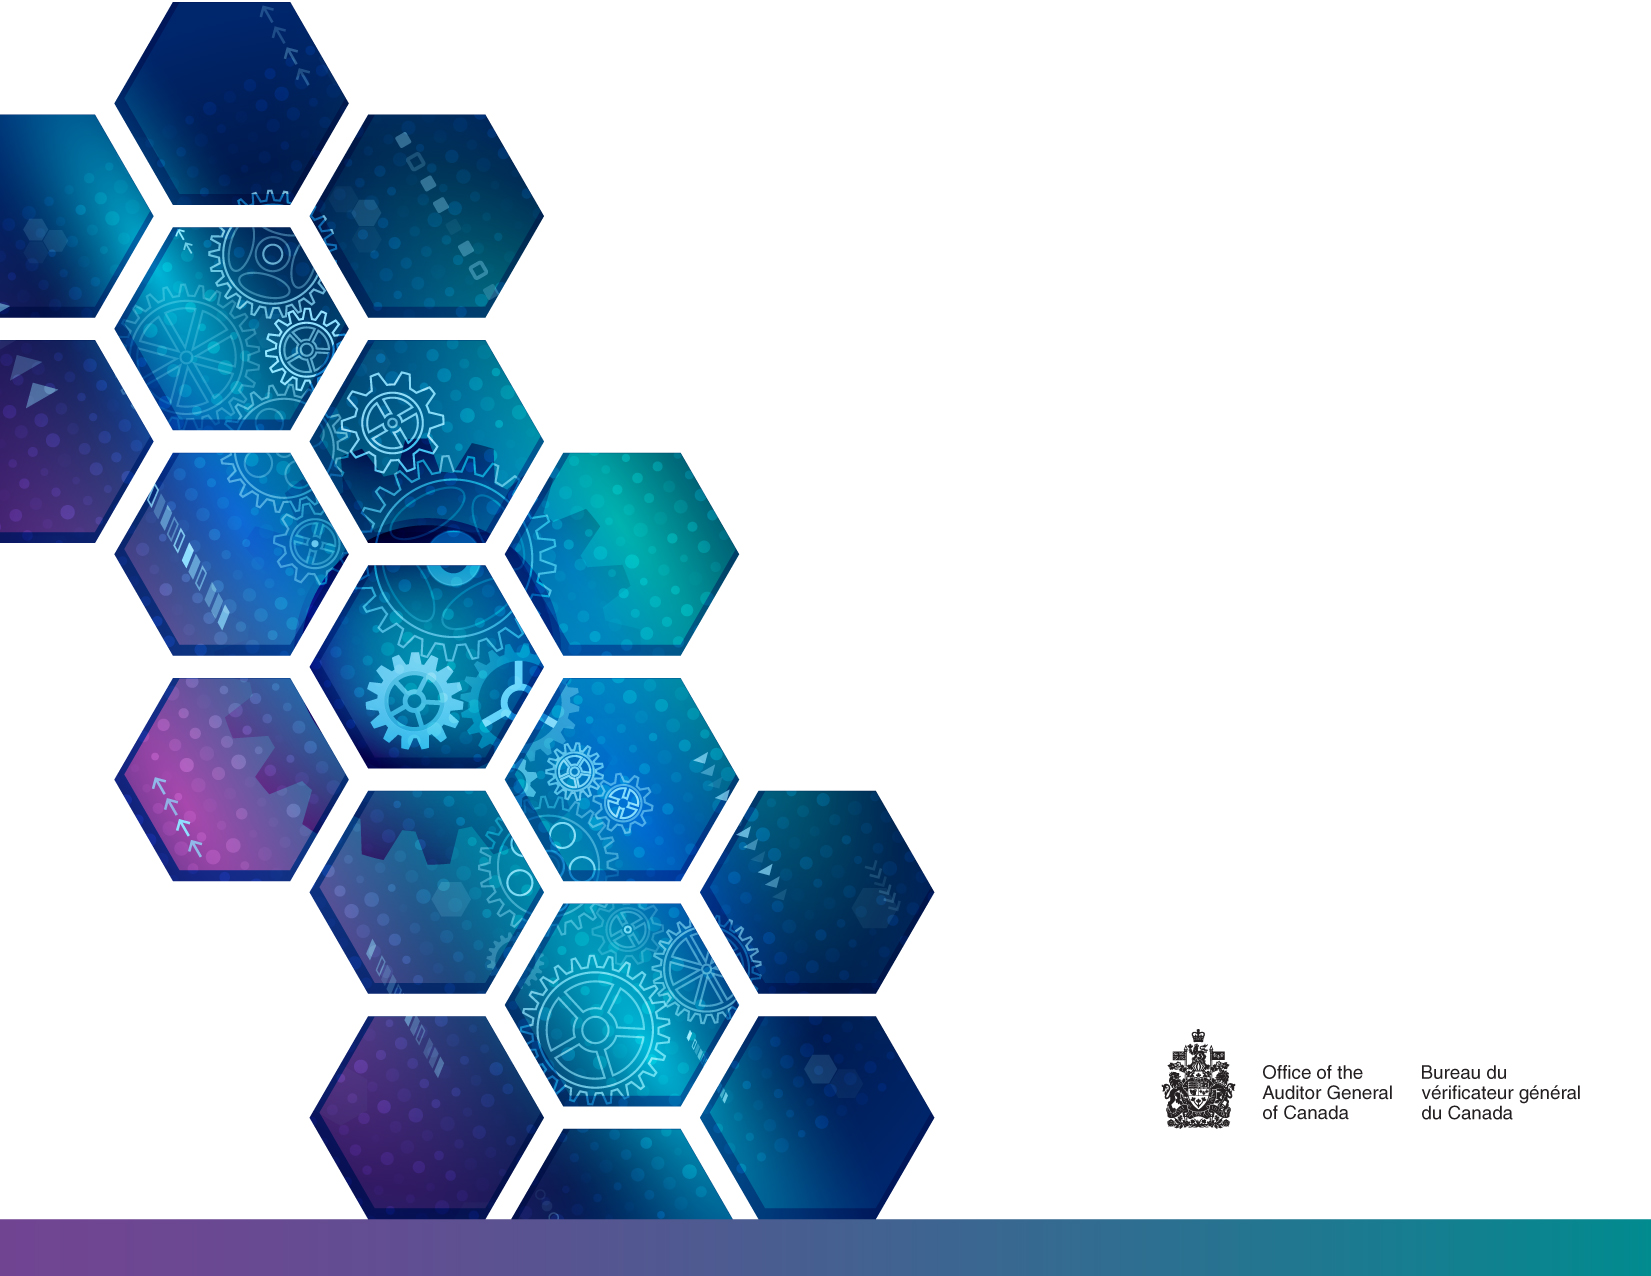 Office of the
Auditor General
of Canada
Bureau du
vérificateur général
du Canada